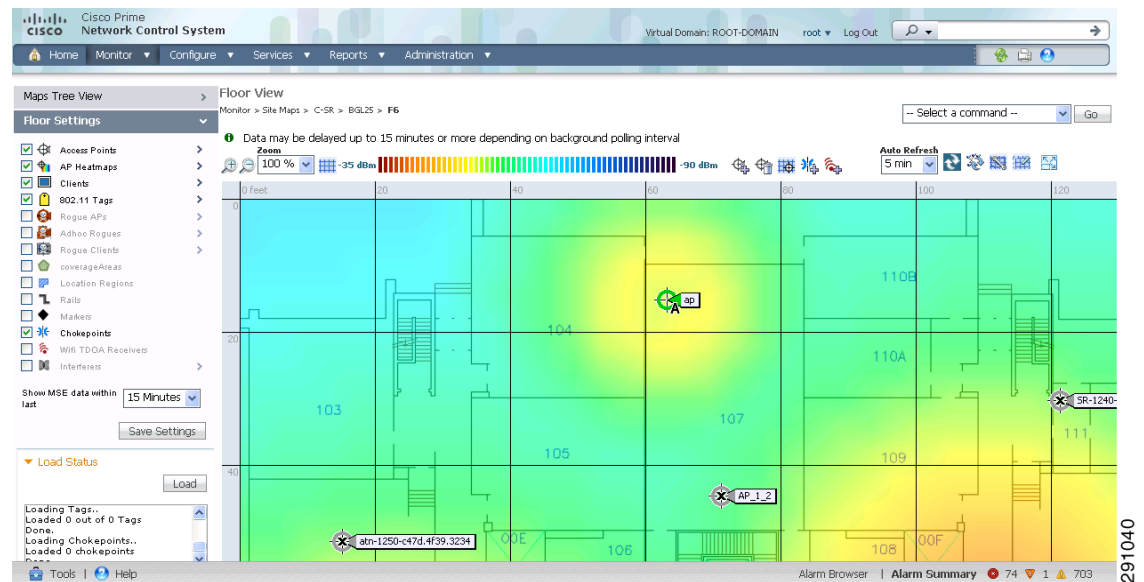 Cisco Prime
CISCO Network Control System
Virtual Domain: ROOT-DOMAIN root Log Out
Home Monitor Configure Services Reports Administration
Maps Tree View
Floor Settings
Access Points
AP Heatmaps
Clients
802.11 Tags
Rogue APs
Adhoc Rogues
Rogue Clients
coverageAreas
Location Regions
Rails
Markers
Chokepoints
Wifi TDOA Receivers
Interferers
Show MSE data within last 15 Minutes
Save Settings
Load Status
Load
Loading Tags..
Loaded 0 out of 0 Tags
Done.
Loading Chokepoints..
Loaded 0 chokepoints
Floor View
Monitor > Site Maps > C-SR > BGL25 > F6
-- Select a command -- Go
Data may be delayed up to 15 minutes or more depending on background polling interval
Zoom
100 %
-35 dBm -90 dBm
Auto Refresh
5 min
0 feet 20 40 60 80 100 120
0
110B
ap
A
104
20
110A
103
SR-1240-
107
111
105
109
40
AP_1_2
atn-1250-c47d.4f39.3234
00E
106
108
00F
Tools | Help
Alarm Browser | Alarm Summary 74 1 703
291040